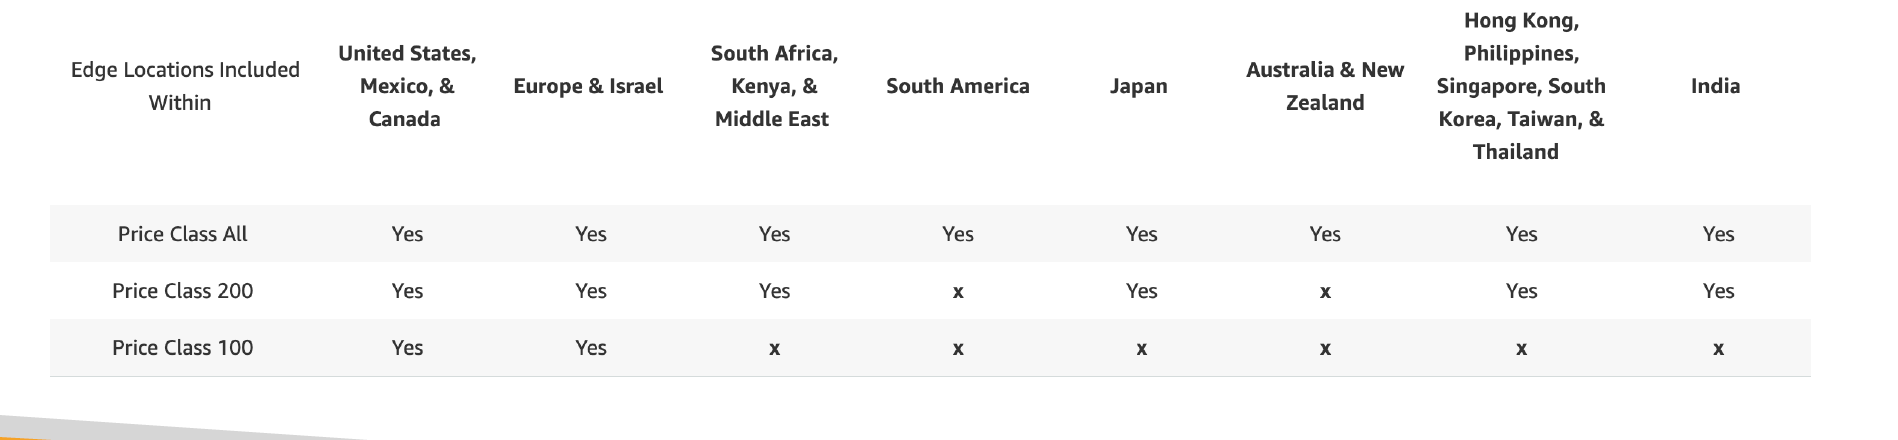 Edge Locations Included
Within
United States,
Mexico, &
Canada
Europe & Israel
South Africa,
Kenya, &
Middle East
South America
Japan
Australia & New
Zealand
Hong Kong,
Philippines,
Singapore, South
Korea, Taiwan, &
Thailand
India
Price Class All Yes Yes Yes Yes Yes Yes Yes Yes
Price Class 200 Yes Yes Yes x Yes x Yes Yes
Price Class 100 Yes Yes x x x x x x